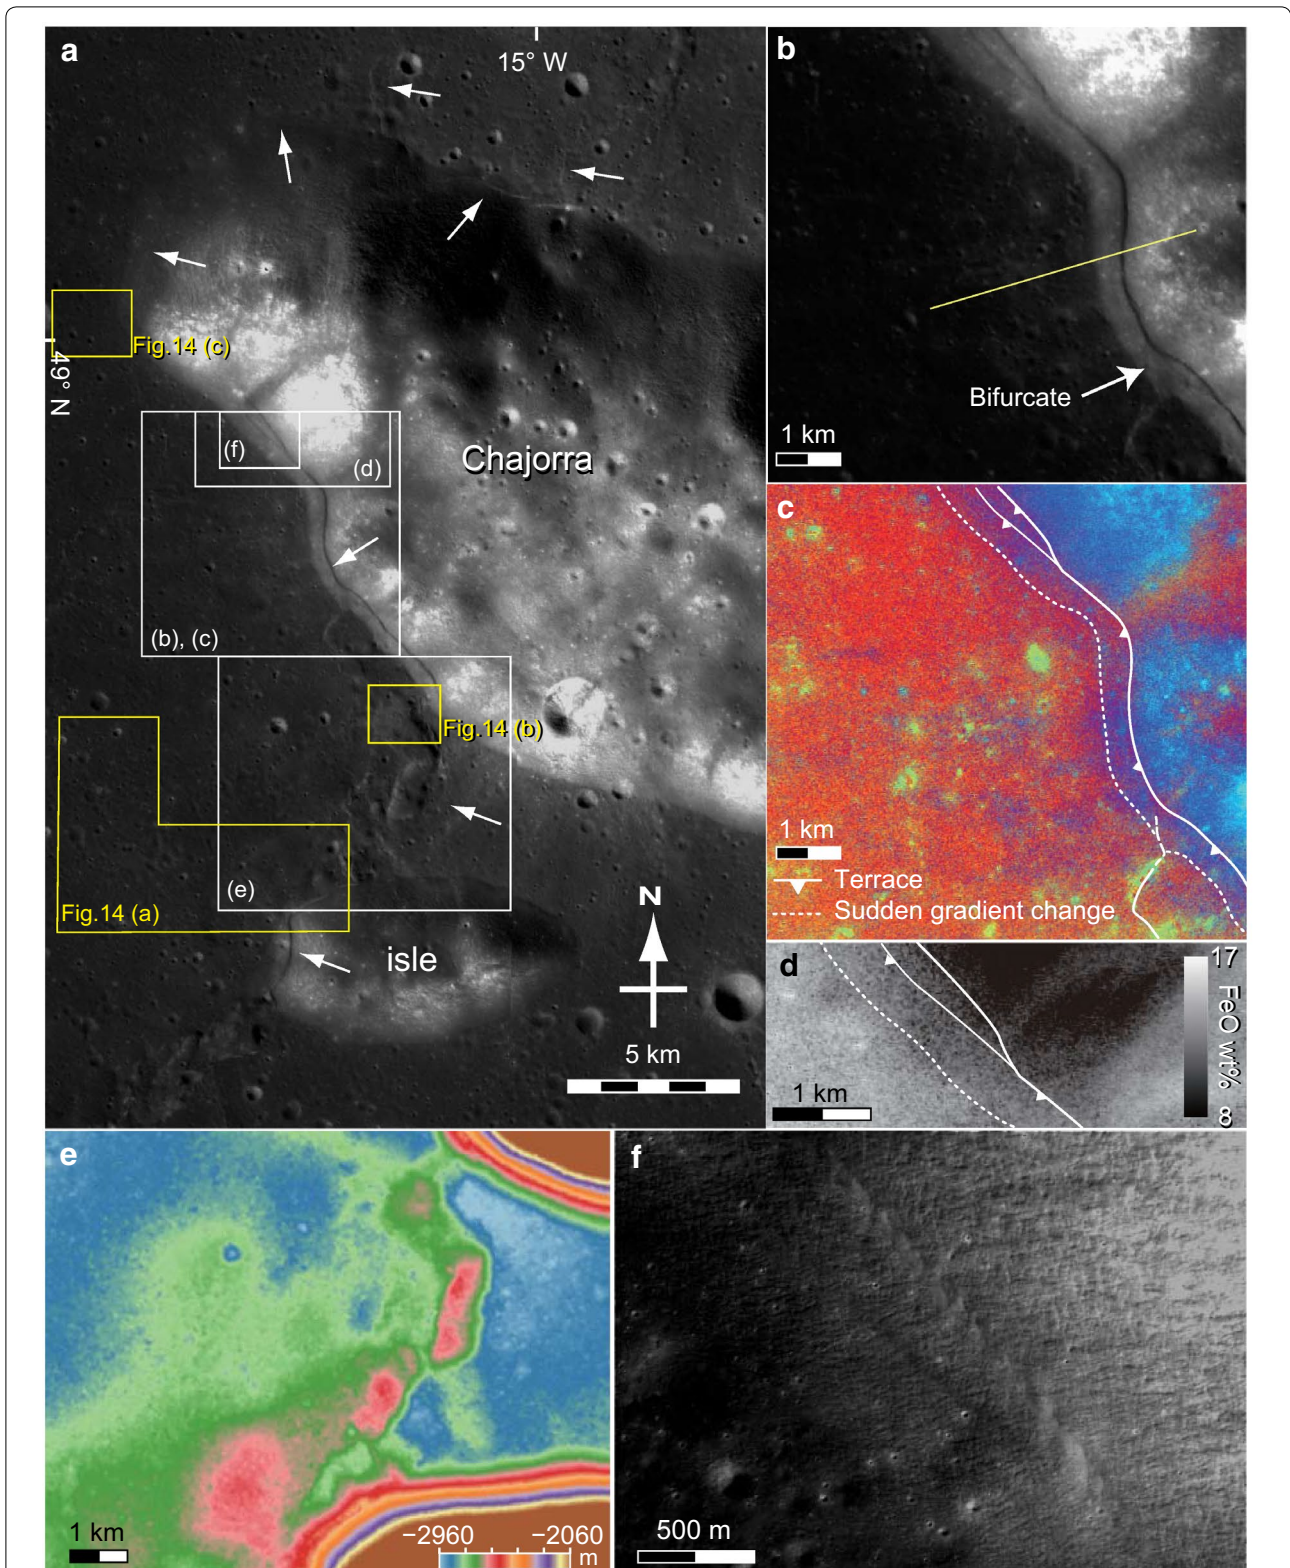 a
15° W
Fig.14 (c)
49° N
(f)
(d)
Chajorra
(b), (c)
Fig.14 (b)
(e)
Fig.14 (a)
isle
N
5 km
b
Bifurcate
1 km
c
1 km
Terrace
Sudden gradient change
d
1 km
17
FeO wt%
8
e
1 km
−2960
−2060
m
f
500 m